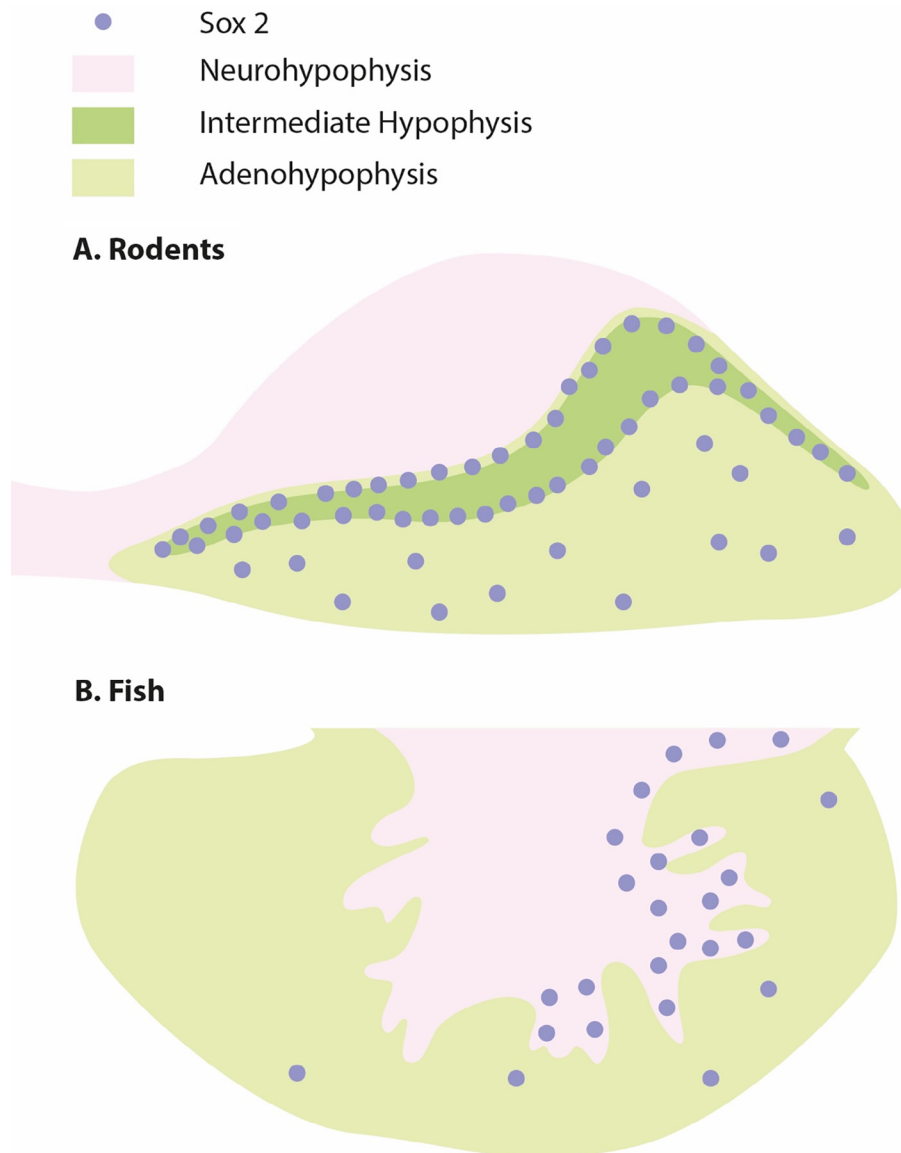 Sox 2
Neurohypophysis
Intermediate Hypophysis
Adenohypophysis
A. Rodents
B. Fish